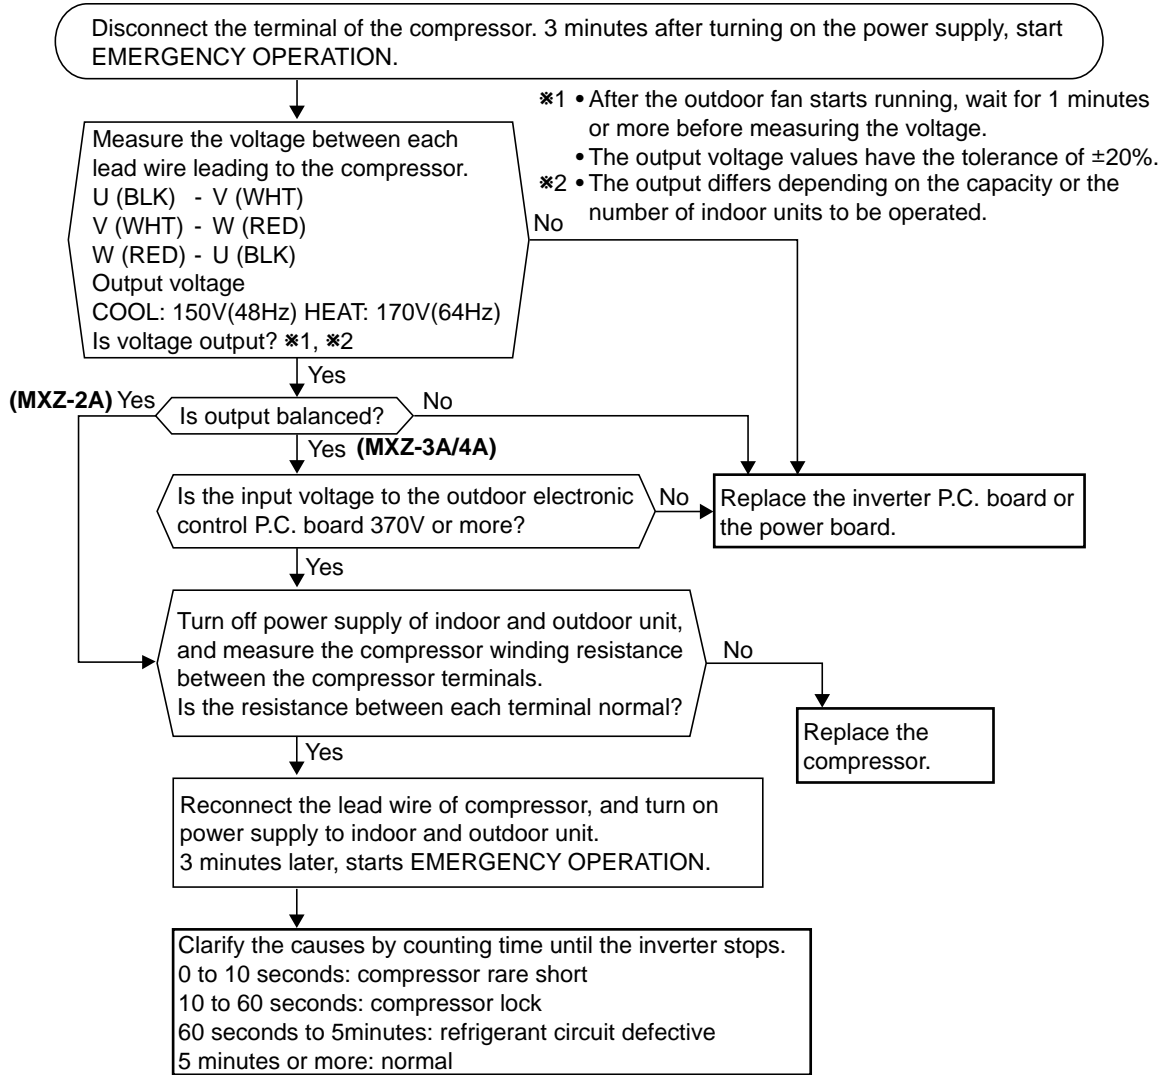 Disconnect the terminal of the compressor. 3 minutes after turning on the power supply, start
EMERGENCY OPERATION.
※1 • After the outdoor fan starts running, wait for 1 minutes
or more before measuring the voltage.
• The output voltage values have the tolerance of ±20%.
※2 • The output differs depending on the capacity or the
number of indoor units to be operated.
Measure the voltage between each
lead wire leading to the compressor.
U (BLK) - V (WHT)
V (WHT) - W (RED)
W (RED) - U (BLK)
Output voltage
COOL: 150V(48Hz) HEAT: 170V(64Hz)
Is voltage output? ※1, ※2
No
Yes
(MXZ-2A) Yes
Is output balanced?
No
Yes (MXZ-3A/4A)
Is the input voltage to the outdoor electronic
control P.C. board 370V or more?
No
Replace the inverter P.C. board or
the power board.
Yes
Turn off power supply of indoor and outdoor unit,
and measure the compressor winding resistance
between the compressor terminals.
Is the resistance between each terminal normal?
No
Replace the
compressor.
Yes
Reconnect the lead wire of compressor, and turn on
power supply to indoor and outdoor unit.
3 minutes later, starts EMERGENCY OPERATION.
Clarify the causes by counting time until the inverter stops.
0 to 10 seconds: compressor rare short
10 to 60 seconds: compressor lock
60 seconds to 5minutes: refrigerant circuit defective
5 minutes or more: normal